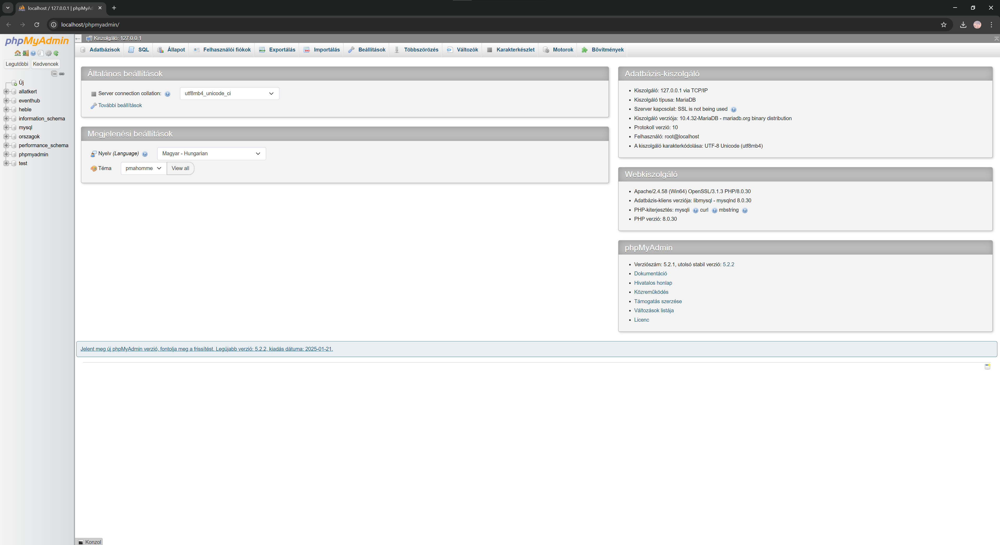 localhost / 127.0.0.1 | phpMyAd
localhost/phpmyadmin/
phpMyAdmin
Legutóbbi Kedvencek
Új
allatkert
eventhub
heble
information_schema
mysql
orszagok
performance_schema
phpmyadmin
test
Kiszolgáló: 127.0.0.1
Adatbázisok SQL Állapot Felhasználói fiókok Exportálás Importálás Beállítások Többszörözés Változók Karakterkészlet Motorok Bővítmények
Általános beállítások
Server connection collation: utf8mb4_unicode_ci
További beállítások
Megjelenési beállítások
Nyelv (Language) Magyar - Hungarian
Téma pmahomme View all
Adatbázis-kiszolgáló
Kiszolgáló: 127.0.0.1 via TCP/IP
Kiszolgáló típusa: MariaDB
Szerver kapcsolat: SSL is not being used
Kiszolgáló verziója: 10.4.32-MariaDB - mariadb.org binary distribution
Protokoll verzió: 10
Felhasználó: root@localhost
A kiszolgáló karakterkódolása: UTF-8 Unicode (utf8mb4)
Webkiszolgáló
Apache/2.4.58 (Win64) OpenSSL/3.1.3 PHP/8.0.30
Adatbázis-kliens verziója: libmysql - mysqlnd 8.0.30
PHP-kiterjesztés: mysqli curl mbstring
PHP verzió: 8.0.30
phpMyAdmin
Verziószám: 5.2.1, utolsó stabil verzió: 5.2.2
Dokumentáció
Hivatalos honlap
Közreműködés
Támogatás szerzése
Változások listája
Licenc
Jelent meg új phpMyAdmin verzió, fontolja meg a frissítést. Legújabb verzió: 5.2.2, kiadás dátuma: 2025-01-21.
Konzol